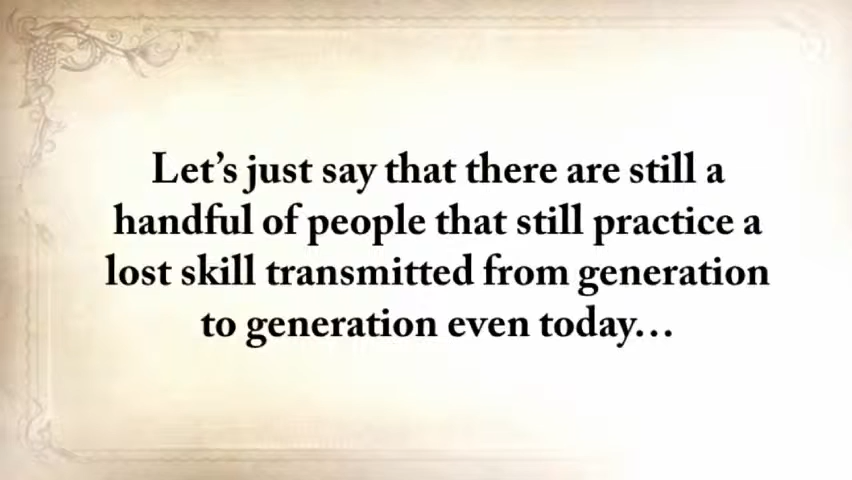 Let’s just say that there are still a
handful of people that still practice a
lost skill transmitted from generation
to generation even today…